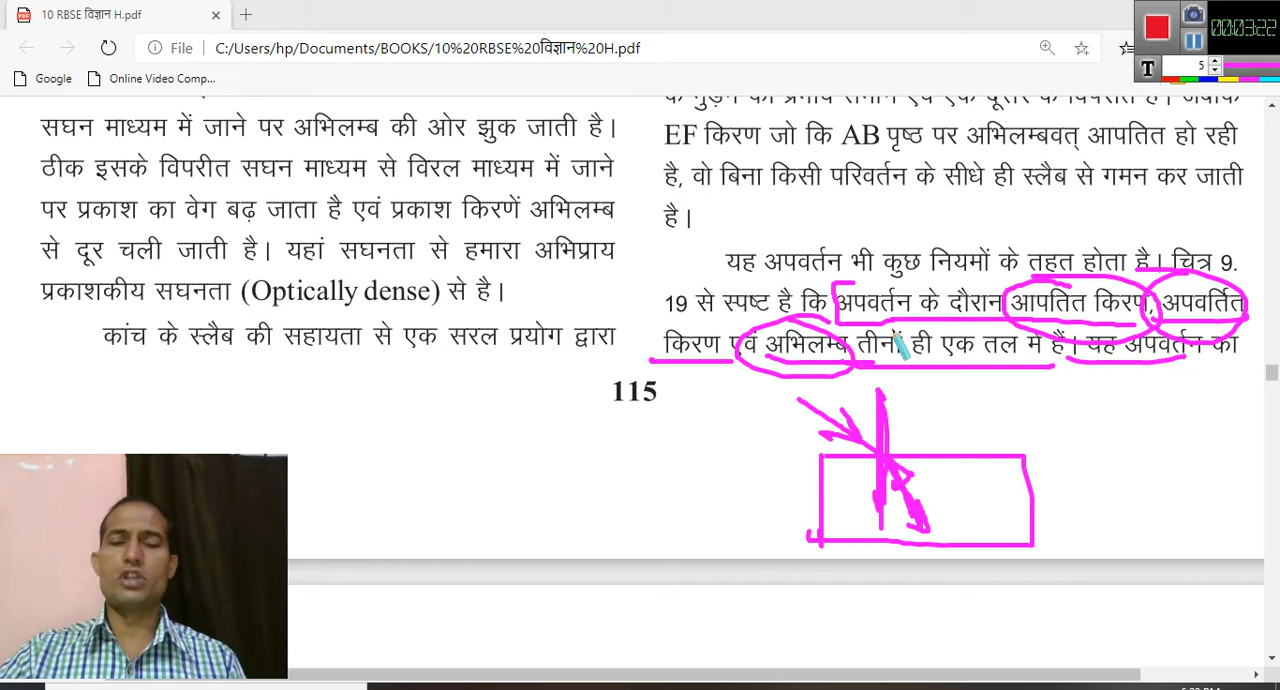 10 RBSE विज्ञान H.pdf
00:03:22
File C:/Users/hp/Documents/BOOKS/10%20RBSE%20विज्ञान%20H.pdf
T 5
Google Online Video Comp...
सघन माध्यम में जाने पर अभिलम्ब की ओर झुक जाती है।
ठीक इसके विपरीत सघन माध्यम से विरल माध्यम में जाने
पर प्रकाश का वेग बढ़ जाता है एवं प्रकाश किरणें अभिलम्ब
से दूर चली जाती है। यहां सघनता से हमारा अभिप्राय
प्रकाशकीय सघनता (Optically dense) से है।
कांच के स्लैब की सहायता से एक सरल प्रयोग द्वारा
EF किरण जो कि AB पृष्ठ पर अभिलम्बवत् आपतित हो रही
है, वो बिना किसी परिवर्तन के सीधे ही स्लैब से गमन कर जाती
है।
यह अपवर्तन भी कुछ नियमों के तहत होता है। चित्र 9.
19 से स्पष्ट है कि अपवर्तन के दौरान आपतित किरण, अपवर्तित
किरण एवं अभिलम्ब तीनों ही एक तल में हैं। यह अपवर्तन का
115